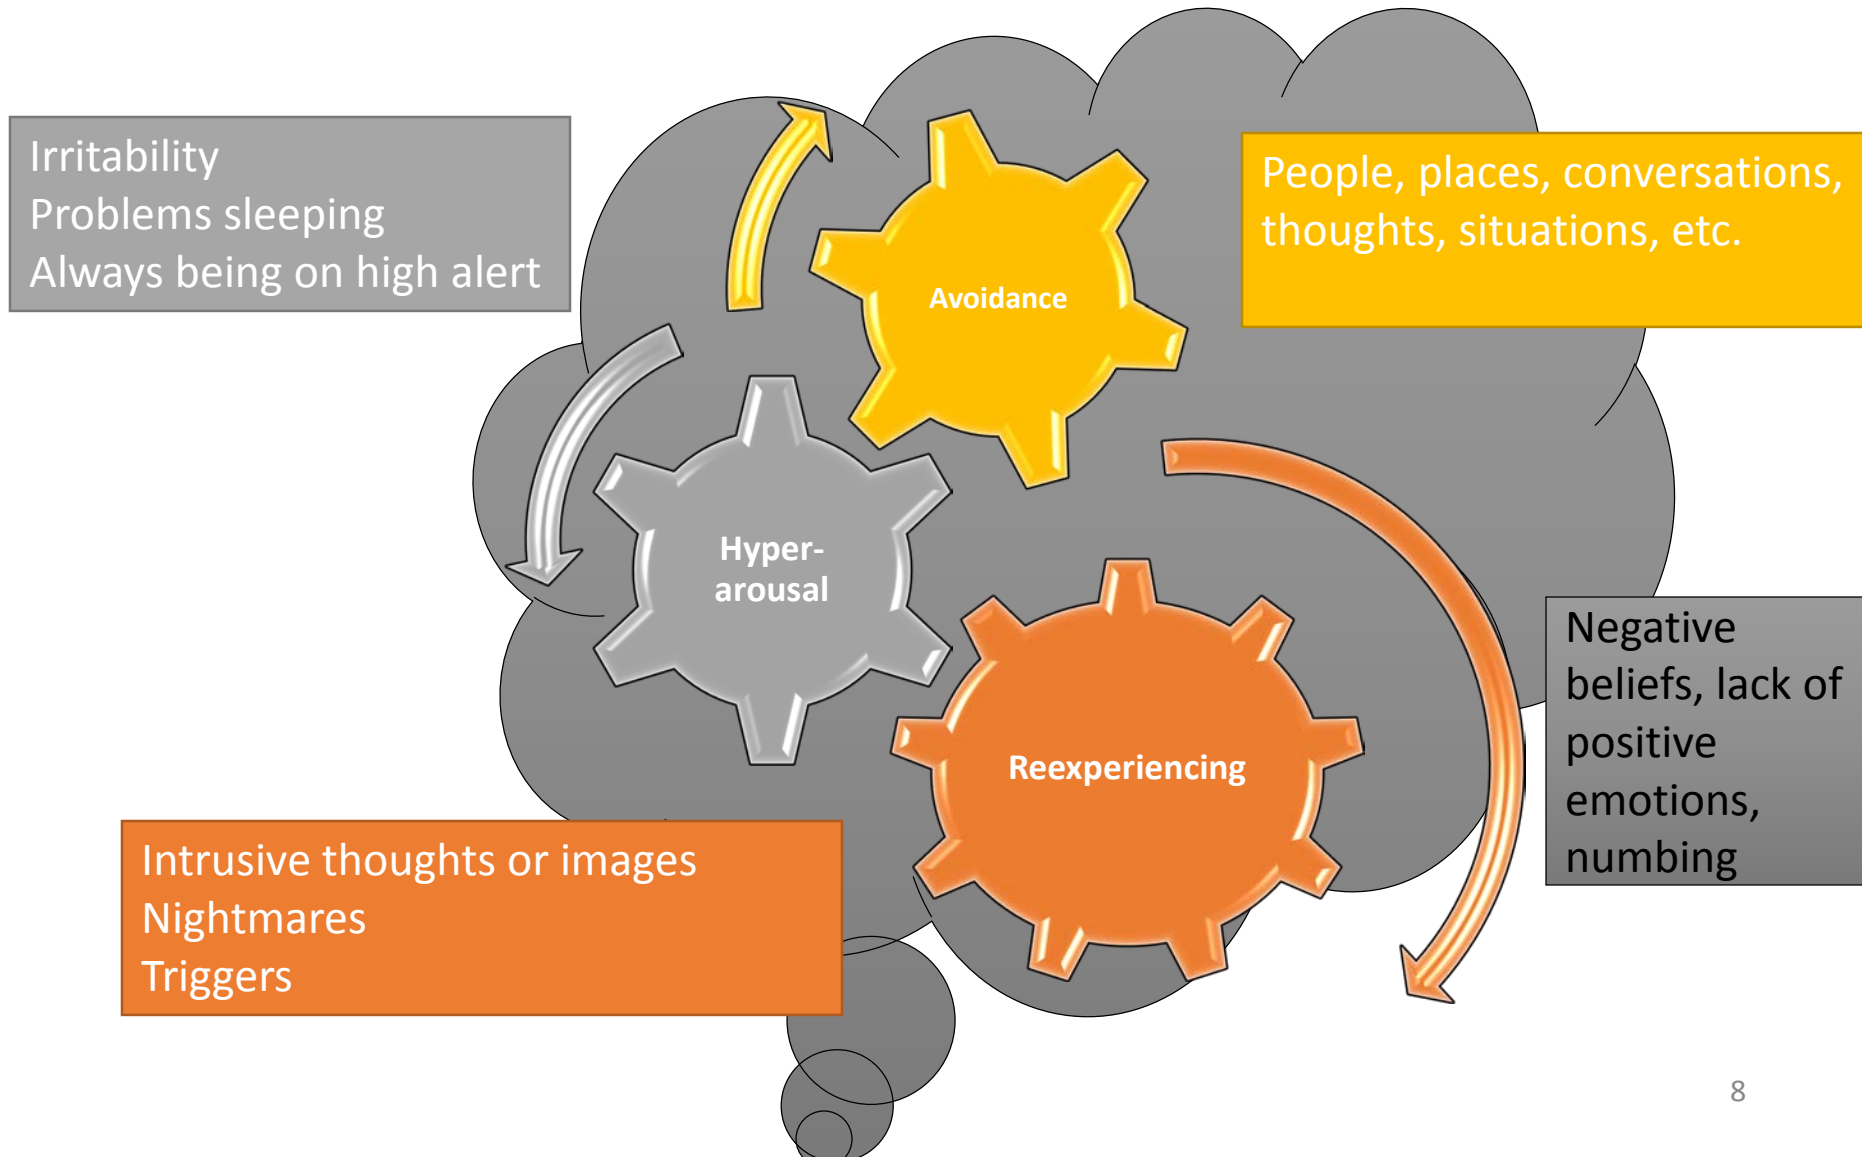 Irritability
Problems sleeping
Always being on high alert
People, places, conversations,
thoughts, situations, etc.
Avoidance
Hyper-
arousal
Reexperiencing
Negative
beliefs, lack of
positive
emotions,
numbing
Intrusive thoughts or images
Nightmares
Triggers
8